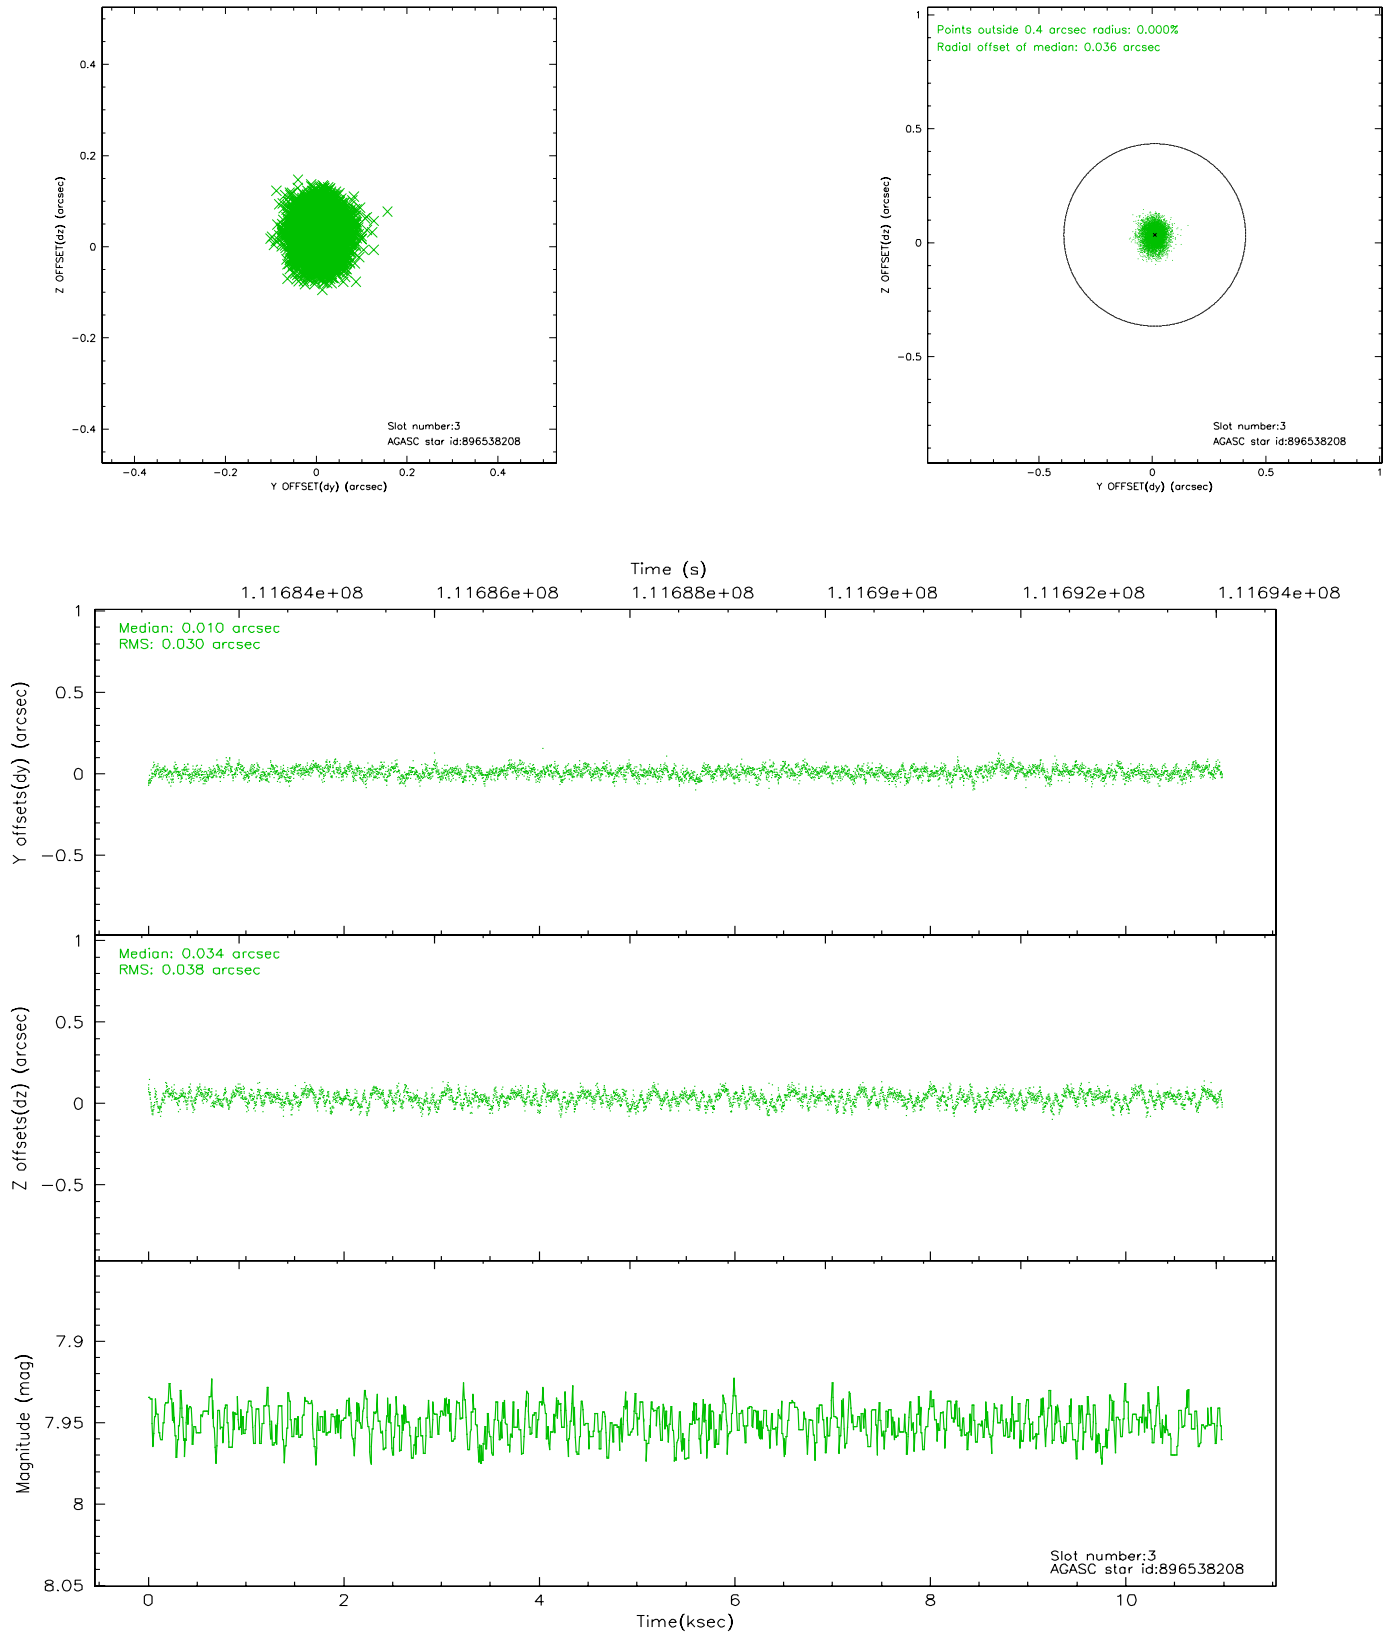 0.4
0.2
0
−0.2
−0.4
Z OFFSET(dz) (arcsec)
−0.4 −0.2 0 0.2 0.4
Y OFFSET(dy) (arcsec)
Slot number:3
AGASC star id:896538208
Points outside 0.4 arcsec radius: 0.000%
Radial offset of median: 0.036 arcsec
1
0.5
0
−0.5
Z OFFSET(dz) (arcsec)
−0.5 0 0.5 1
Y OFFSET(dy) (arcsec)
Slot number:3
AGASC star id:896538208
Time (s)
1.11684e+08 1.11686e+08 1.11688e+08 1.1169e+08 1.11692e+08 1.11694e+08
Median: 0.010 arcsec
RMS: 0.030 arcsec
1
0.5
0
−0.5
Y offsets(dy) (arcsec)
Median: 0.034 arcsec
RMS: 0.038 arcsec
1
0.5
0
−0.5
Z offsets(dz) (arcsec)
7.9
7.95
8
8.05
Magnitude (mag)
Slot number:3
AGASC star id:896538208
0 2 4 6 8 10
Time(ksec)